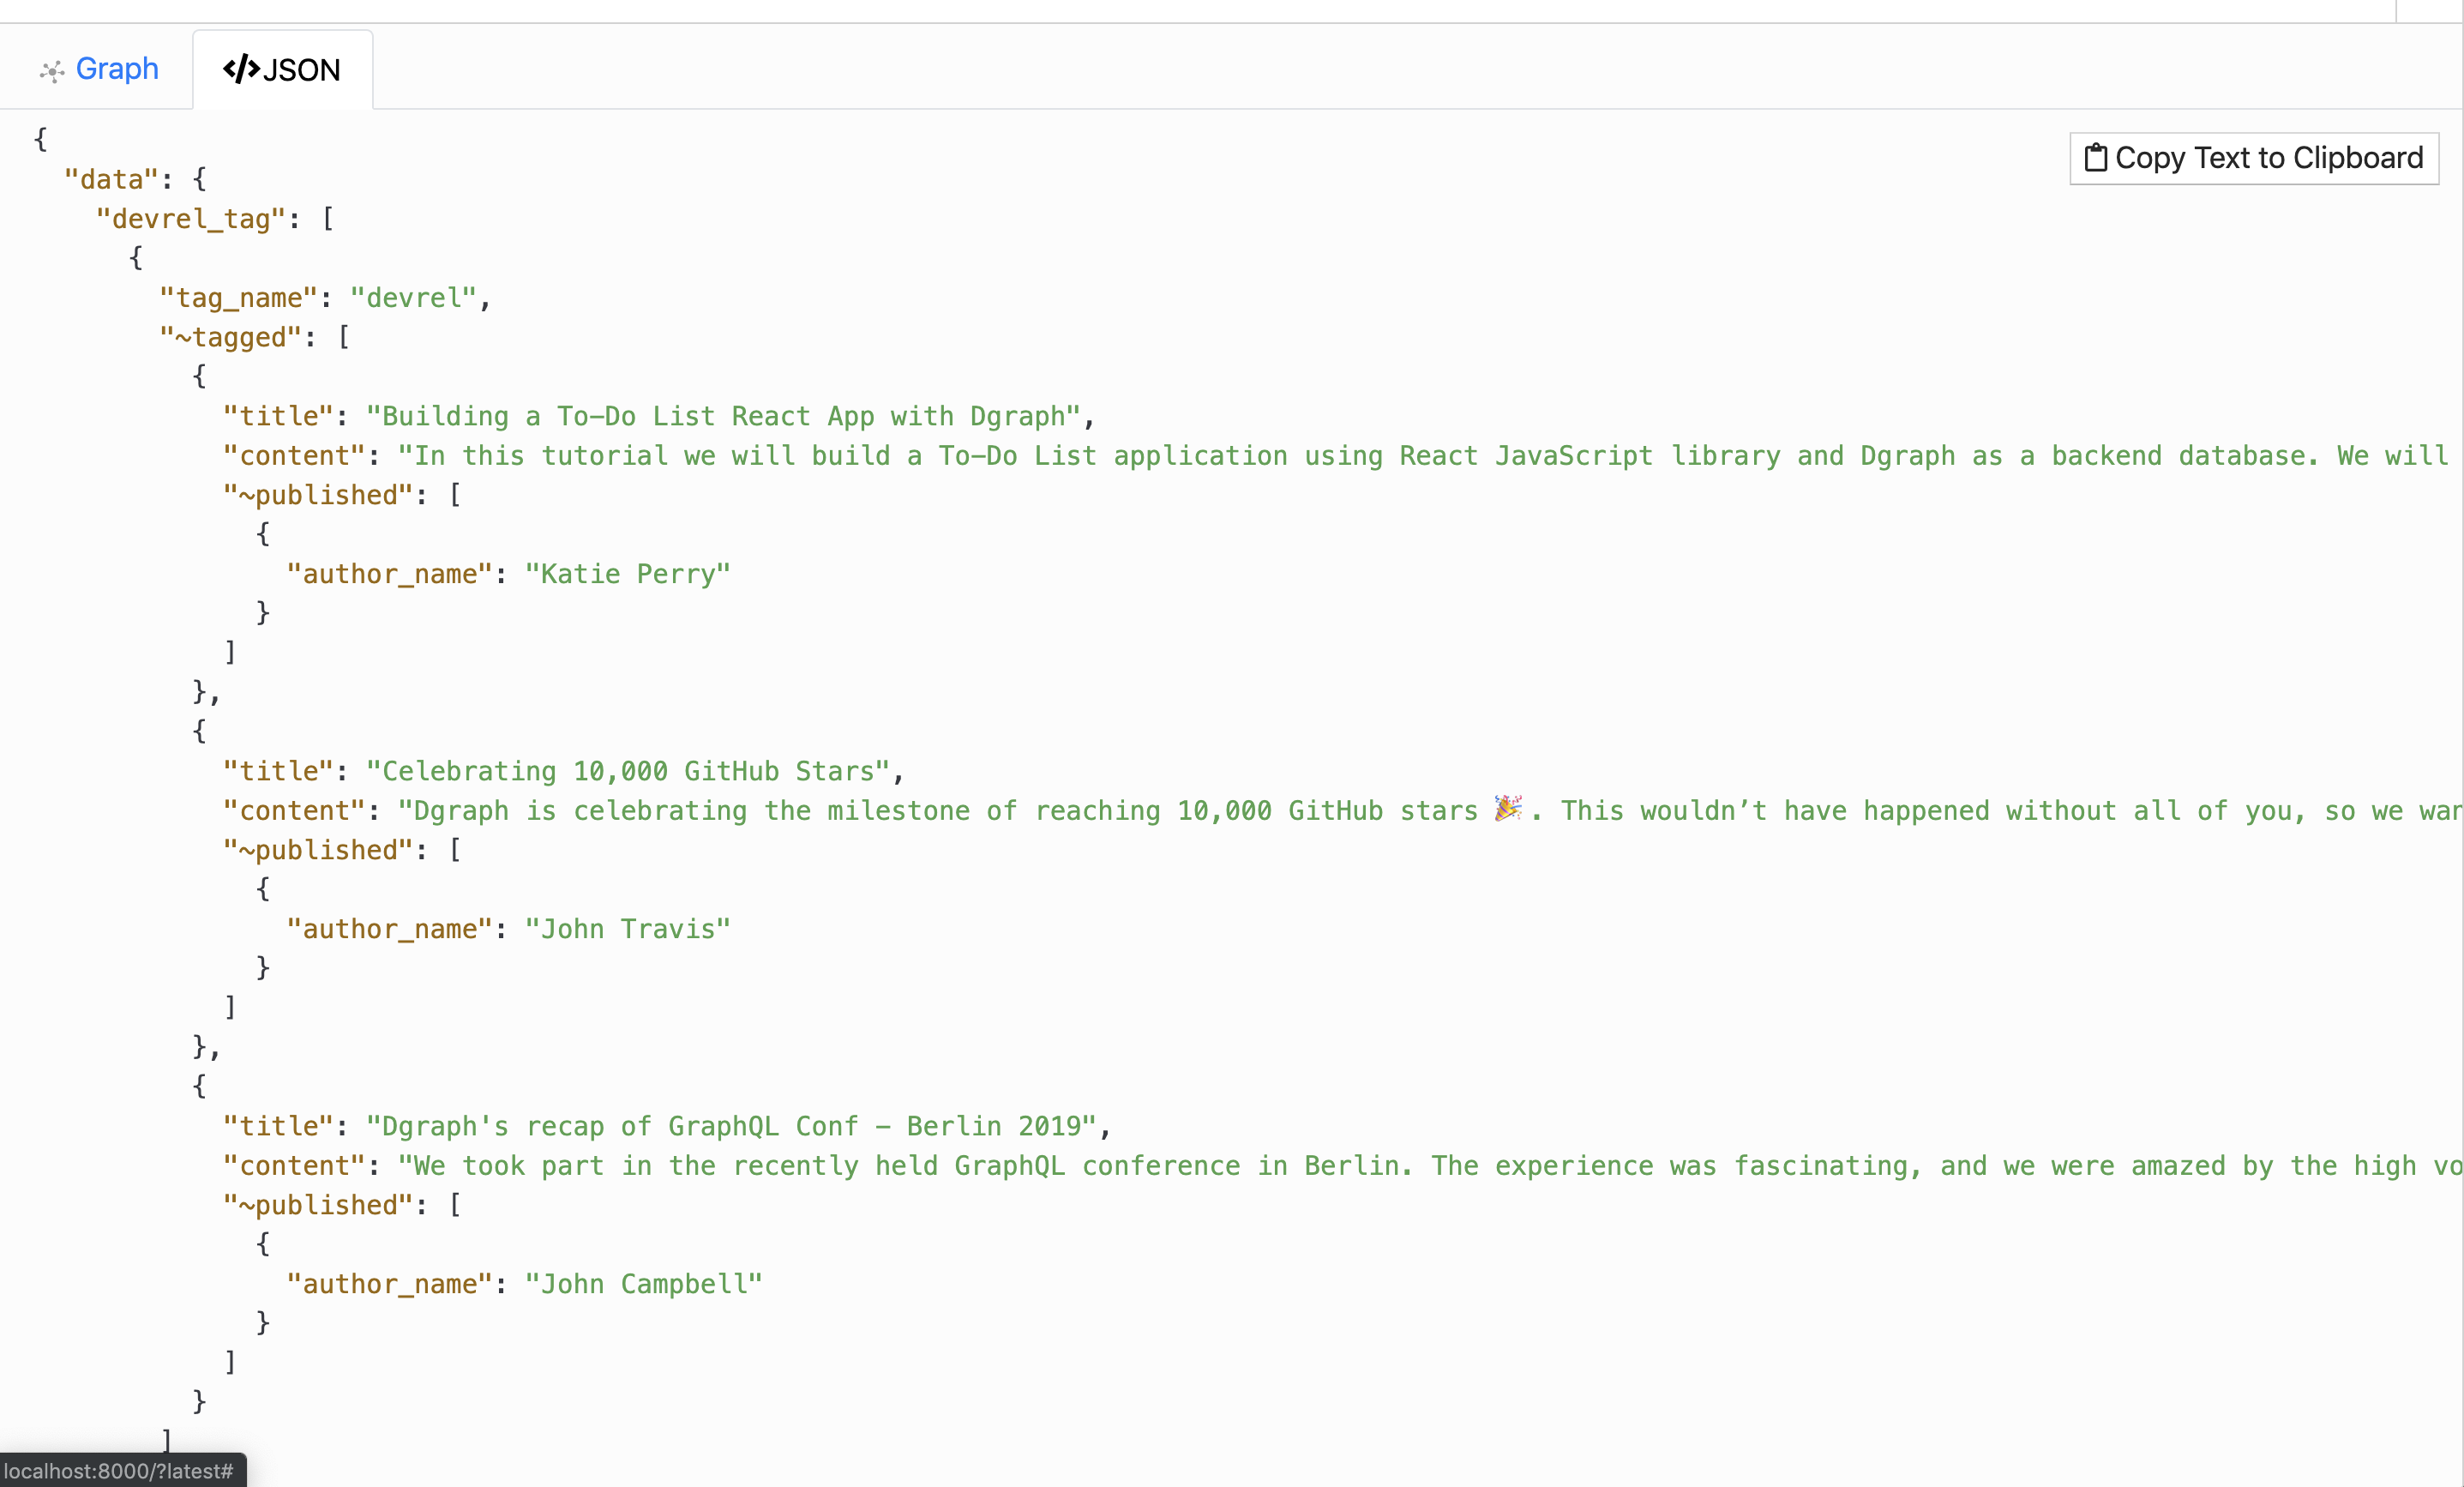 Graph
</>JSON
{
Copy Text to Clipboard
"data": {
"devrel_tag": [
{
"tag_name": "devrel",
"~tagged": [
{
"title": "Building a To-Do List React App with Dgraph",
"content": "In this tutorial we will build a To-Do List application using React JavaScript library and Dgraph as a backend database. We will
"~published": [
{
"author_name": "Katie Perry"
}
]
},
{
"title": "Celebrating 10,000 GitHub Stars",
"content": "Dgraph is celebrating the milestone of reaching 10,000 GitHub stars 🎉. This wouldn’t have happened without all of you, so we
"~published": [
{
"author_name": "John Travis"
}
]
},
{
"title": "Dgraph's recap of GraphQL Conf - Berlin 2019",
"content": "We took part in the recently held GraphQL conference in Berlin. The experience was fascinating, and we were amazed by the high
"~published": [
{
"author_name": "John Campbell"
}
]
}
]
localhost:8000/?latest#